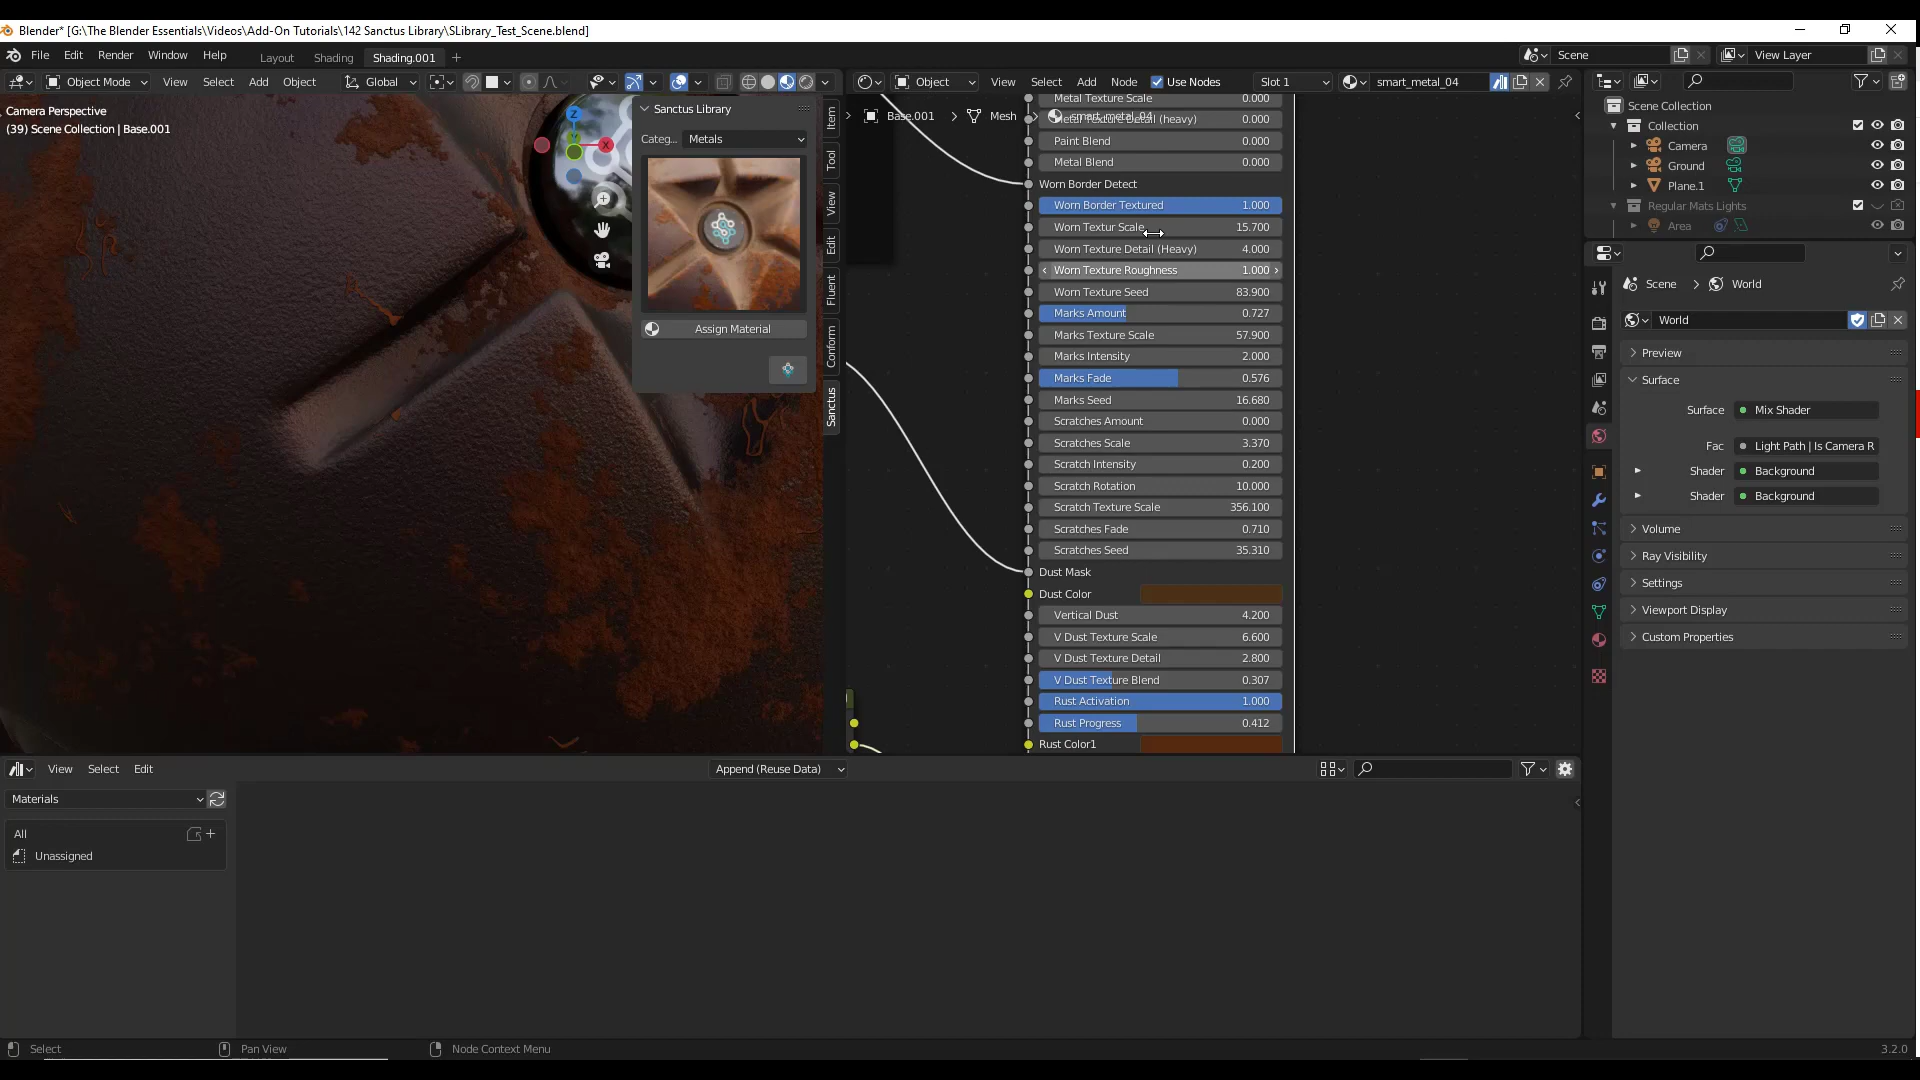 Blender* [G:\The Blender Essentials\Videos\Add-On Tutorials\142 Sanctus Library\SLibrary_Test_Scene.blend]
File Edit Render Window Help Layout Shading Shading.001 + Scene View Layer
Object Mode View Select Add Object Global Object View Select Add Node Use Nodes Slot 1 smart_metal_04
Camera Perspective
(39) Scene Collection | Base.001
Sanctus Library
Categ... Metals
Assign Material
Item
Tool
View
Edit
Fluent
Conform
Sanctus
Z
Y
X
Base.001 > Mesh > smart_metal_04
Metal Texture Scale 0.000
Metal Texture Detail (heavy) 0.000
Paint Blend 0.000
Metal Blend 0.000
Worn Border Detect
Worn Border Textured 1.000
Worn Textur Scale 15.700
Worn Texture Detail (Heavy) 4.000
Worn Texture Roughness 1.000
Worn Texture Seed 83.900
Marks Amount 0.727
Marks Texture Scale 57.900
Marks Intensity 2.000
Marks Fade 0.576
Marks Seed 16.680
Scratches Amount 0.000
Scratches Scale 3.370
Scratch Intensity 0.200
Scratch Rotation 10.000
Scratch Texture Scale 356.100
Scratches Fade 0.710
Scratches Seed 35.310
Dust Mask
Dust Color
Vertical Dust 4.200
V Dust Texture Scale 6.600
V Dust Texture Detail 2.800
V Dust Texture Blend 0.307
Rust Activation 1.000
Rust Progress 0.412
Rust Color1
Scene Collection
Collection
Camera
Ground
Plane.1
Regular Mats Lights
Area
Scene > World
World
Preview
Surface
Surface Mix Shader
Fac Light Path | Is Camera R
Shader Background
Shader Background
Volume
Ray Visibility
Settings
Viewport Display
Custom Properties
View Select Edit Append (Reuse Data)
Materials
All
Unassigned
Select Pan View Node Context Menu 3.2.0